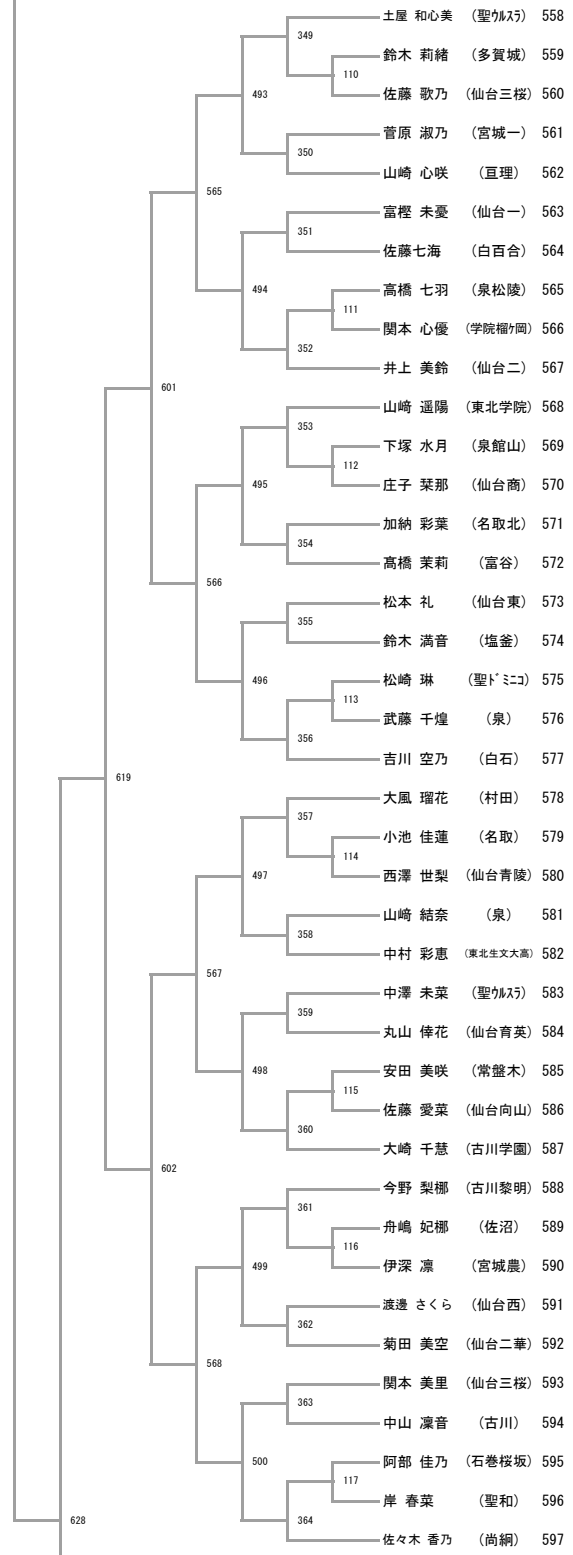 土屋 和心美 (聖ウルスラ) 558
349
鈴木 莉緒 (多賀城) 559
110
佐藤 歌乃 (仙台三桜) 560
493
菅原 淑乃 (宮城一) 561
350
山崎 心咲 (亘理) 562
565
富樫 未憂 (仙台一) 563
351
佐藤七海 (白百合) 564
494
高橋 七羽 (泉松陵) 565
111
関本 心優 (学院榴ケ岡) 566
352
井上 美鈴 (仙台二) 567
601
山﨑 遥陽 (東北学院) 568
353
下塚 水月 (泉館山) 569
112
庄子 栞那 (仙台商) 570
495
加納 彩葉 (名取北) 571
354
髙橋 茉莉 (富谷) 572
566
松本 礼 (仙台東) 573
355
鈴木 満音 (塩釜) 574
496
松崎 琳 (聖ドミニコ) 575
113
武藤 千煌 (泉) 576
356
吉川 空乃 (白石) 577
619
大風 瑠花 (村田) 578
357
小池 佳蓮 (名取) 579
114
西澤 世梨 (仙台青陵) 580
497
山﨑 結奈 (泉) 581
358
中村 彩恵 (東北生文大高) 582
567
中澤 未菜 (聖ウルスラ) 583
359
丸山 倖花 (仙台育英) 584
498
安田 美咲 (常盤木) 585
115
佐藤 愛菜 (仙台向山) 586
360
大崎 千慧 (古川学園) 587
602
今野 梨梛 (古川黎明) 588
361
舟嶋 妃梛 (佐沼) 589
116
伊深 凛 (宮城農) 590
499
渡邊 さくら (仙台西) 591
362
菊田 美空 (仙台二華) 592
568
関本 美里 (仙台三桜) 593
363
中山 凜音 (古川) 594
500
阿部 佳乃 (石巻桜坂) 595
117
岸 春菜 (聖和) 596
628
364
佐々木 香乃 (尚絅) 597